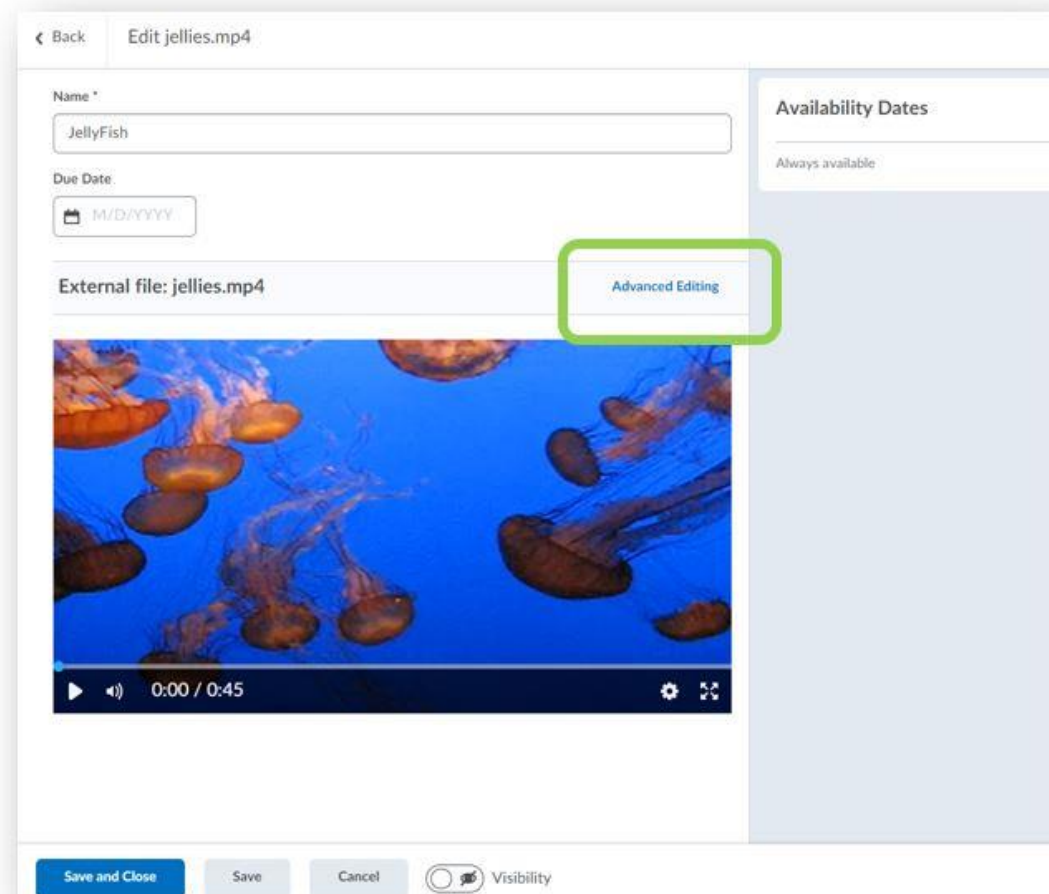 Back
Edit jellies.mp4
Name *
JellyFish
Due Date
M/D/YYYY
External file: jellies.mp4
Advanced Editing
0:00 / 0:45
Availability Dates
Always available
Save and Close
Save
Cancel
Visibility